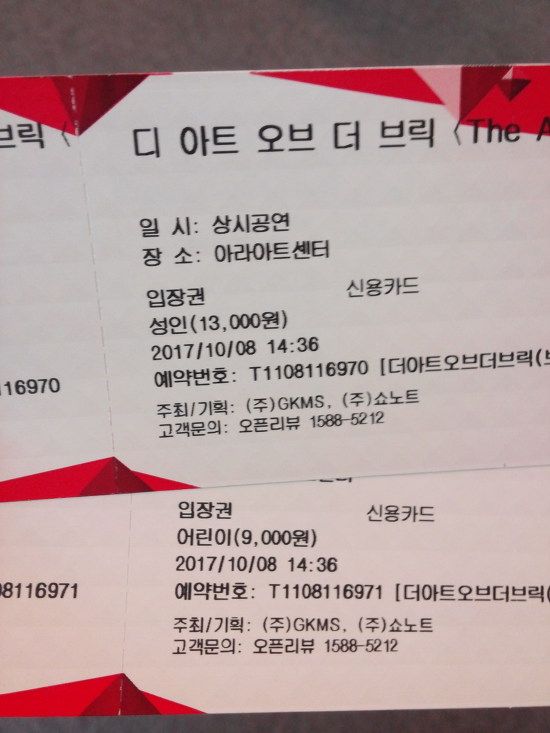 브릭 〈
디 아트 오브 더 브릭 〈The A
일 시: 상시공연
장 소: 아라아트센터
입장권 신용카드
성인(13,000원)
2017/10/08 14:36
116970
예약번호: T1108116970 [더아트오브더브릭(브
주최/기획: (주)GKMS, (주)쇼노트
고객문의: 오픈리뷰 1588-5212
입장권 신용카드
어린이(9,000원)
2017/10/08 14:36
08116971
예약번호: T1108116971 [더아트오브더브릭(
주최/기획: (주)GKMS, (주)쇼노트
고객문의: 오픈리뷰 1588-5212